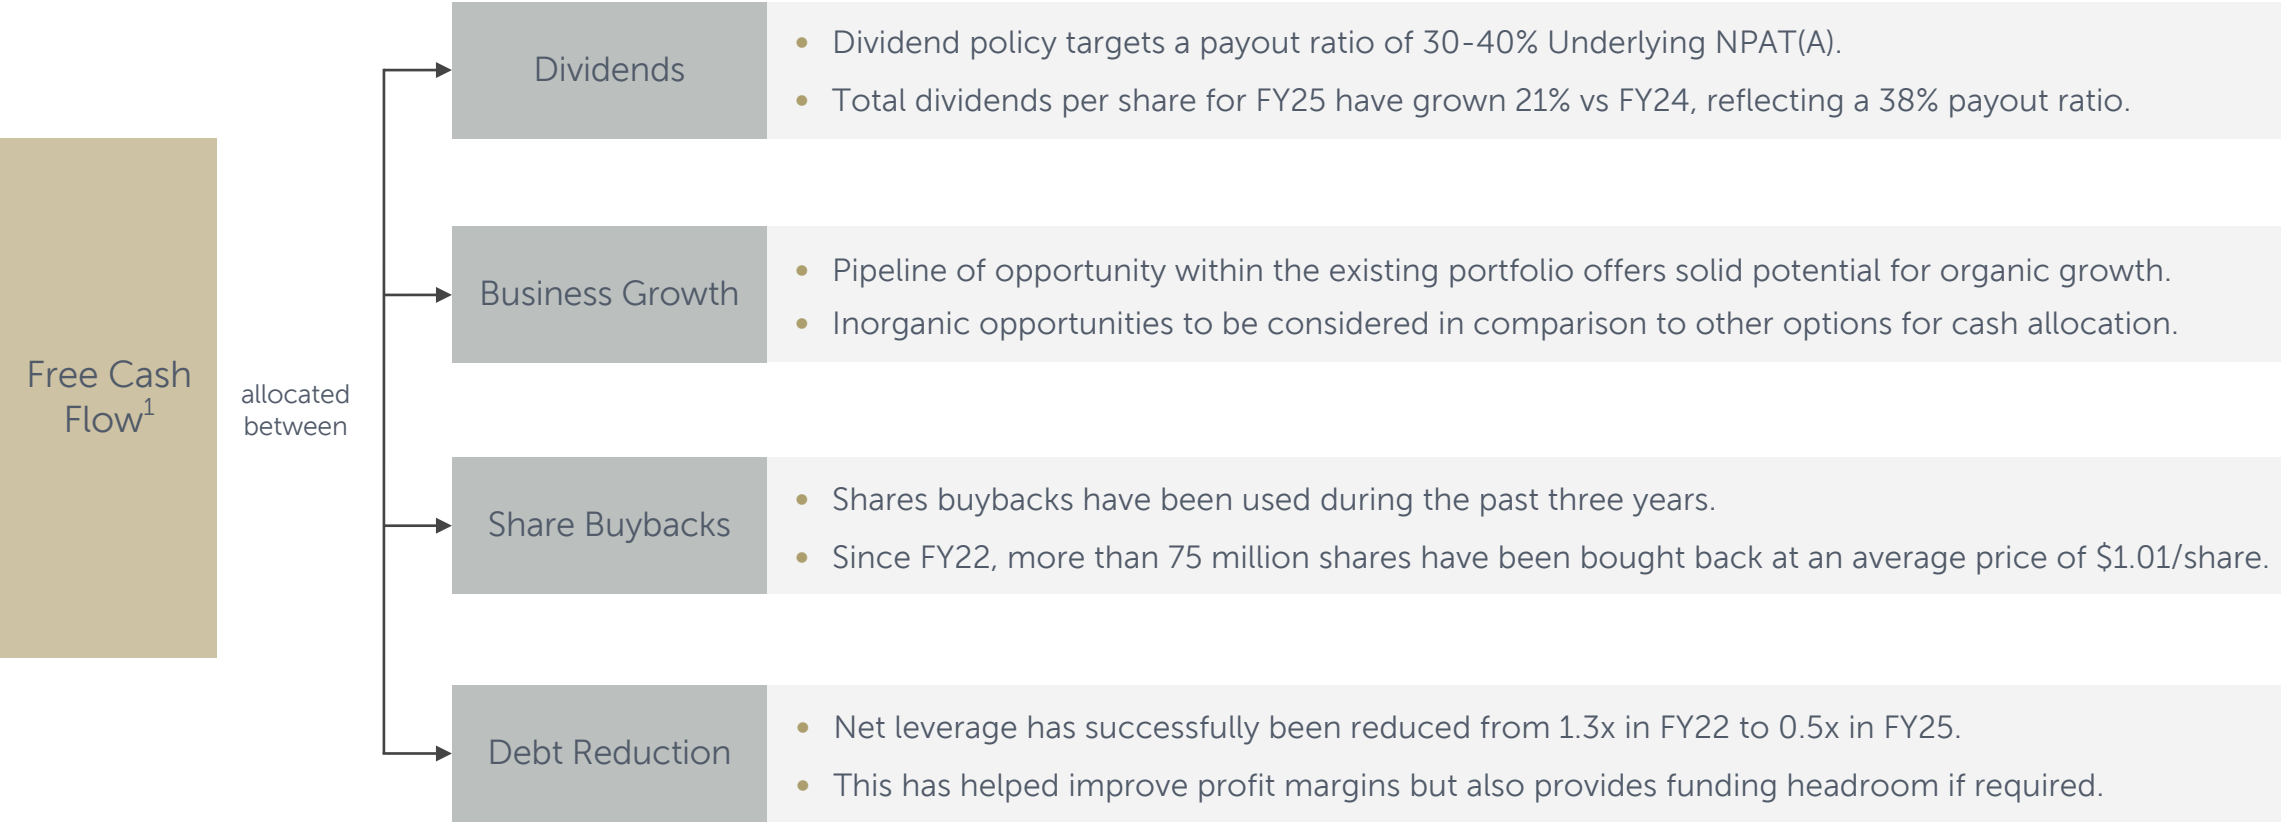 Free Cash
Flow1
allocated
between
Dividends
• Dividend policy targets a payout ratio of 30-40% Underlying NPAT(A).
• Total dividends per share for FY25 have grown 21% vs FY24, reflecting a 38% payout ratio.
Business Growth
• Pipeline of opportunity within the existing portfolio offers solid potential for organic growth.
• Inorganic opportunities to be considered in comparison to other options for cash allocation.
Share Buybacks
• Shares buybacks have been used during the past three years.
• Since FY22, more than 75 million shares have been bought back at an average price of $1.01/share.
Debt Reduction
• Net leverage has successfully been reduced from 1.3x in FY22 to 0.5x in FY25.
• This has helped improve profit margins but also provides funding headroom if required.